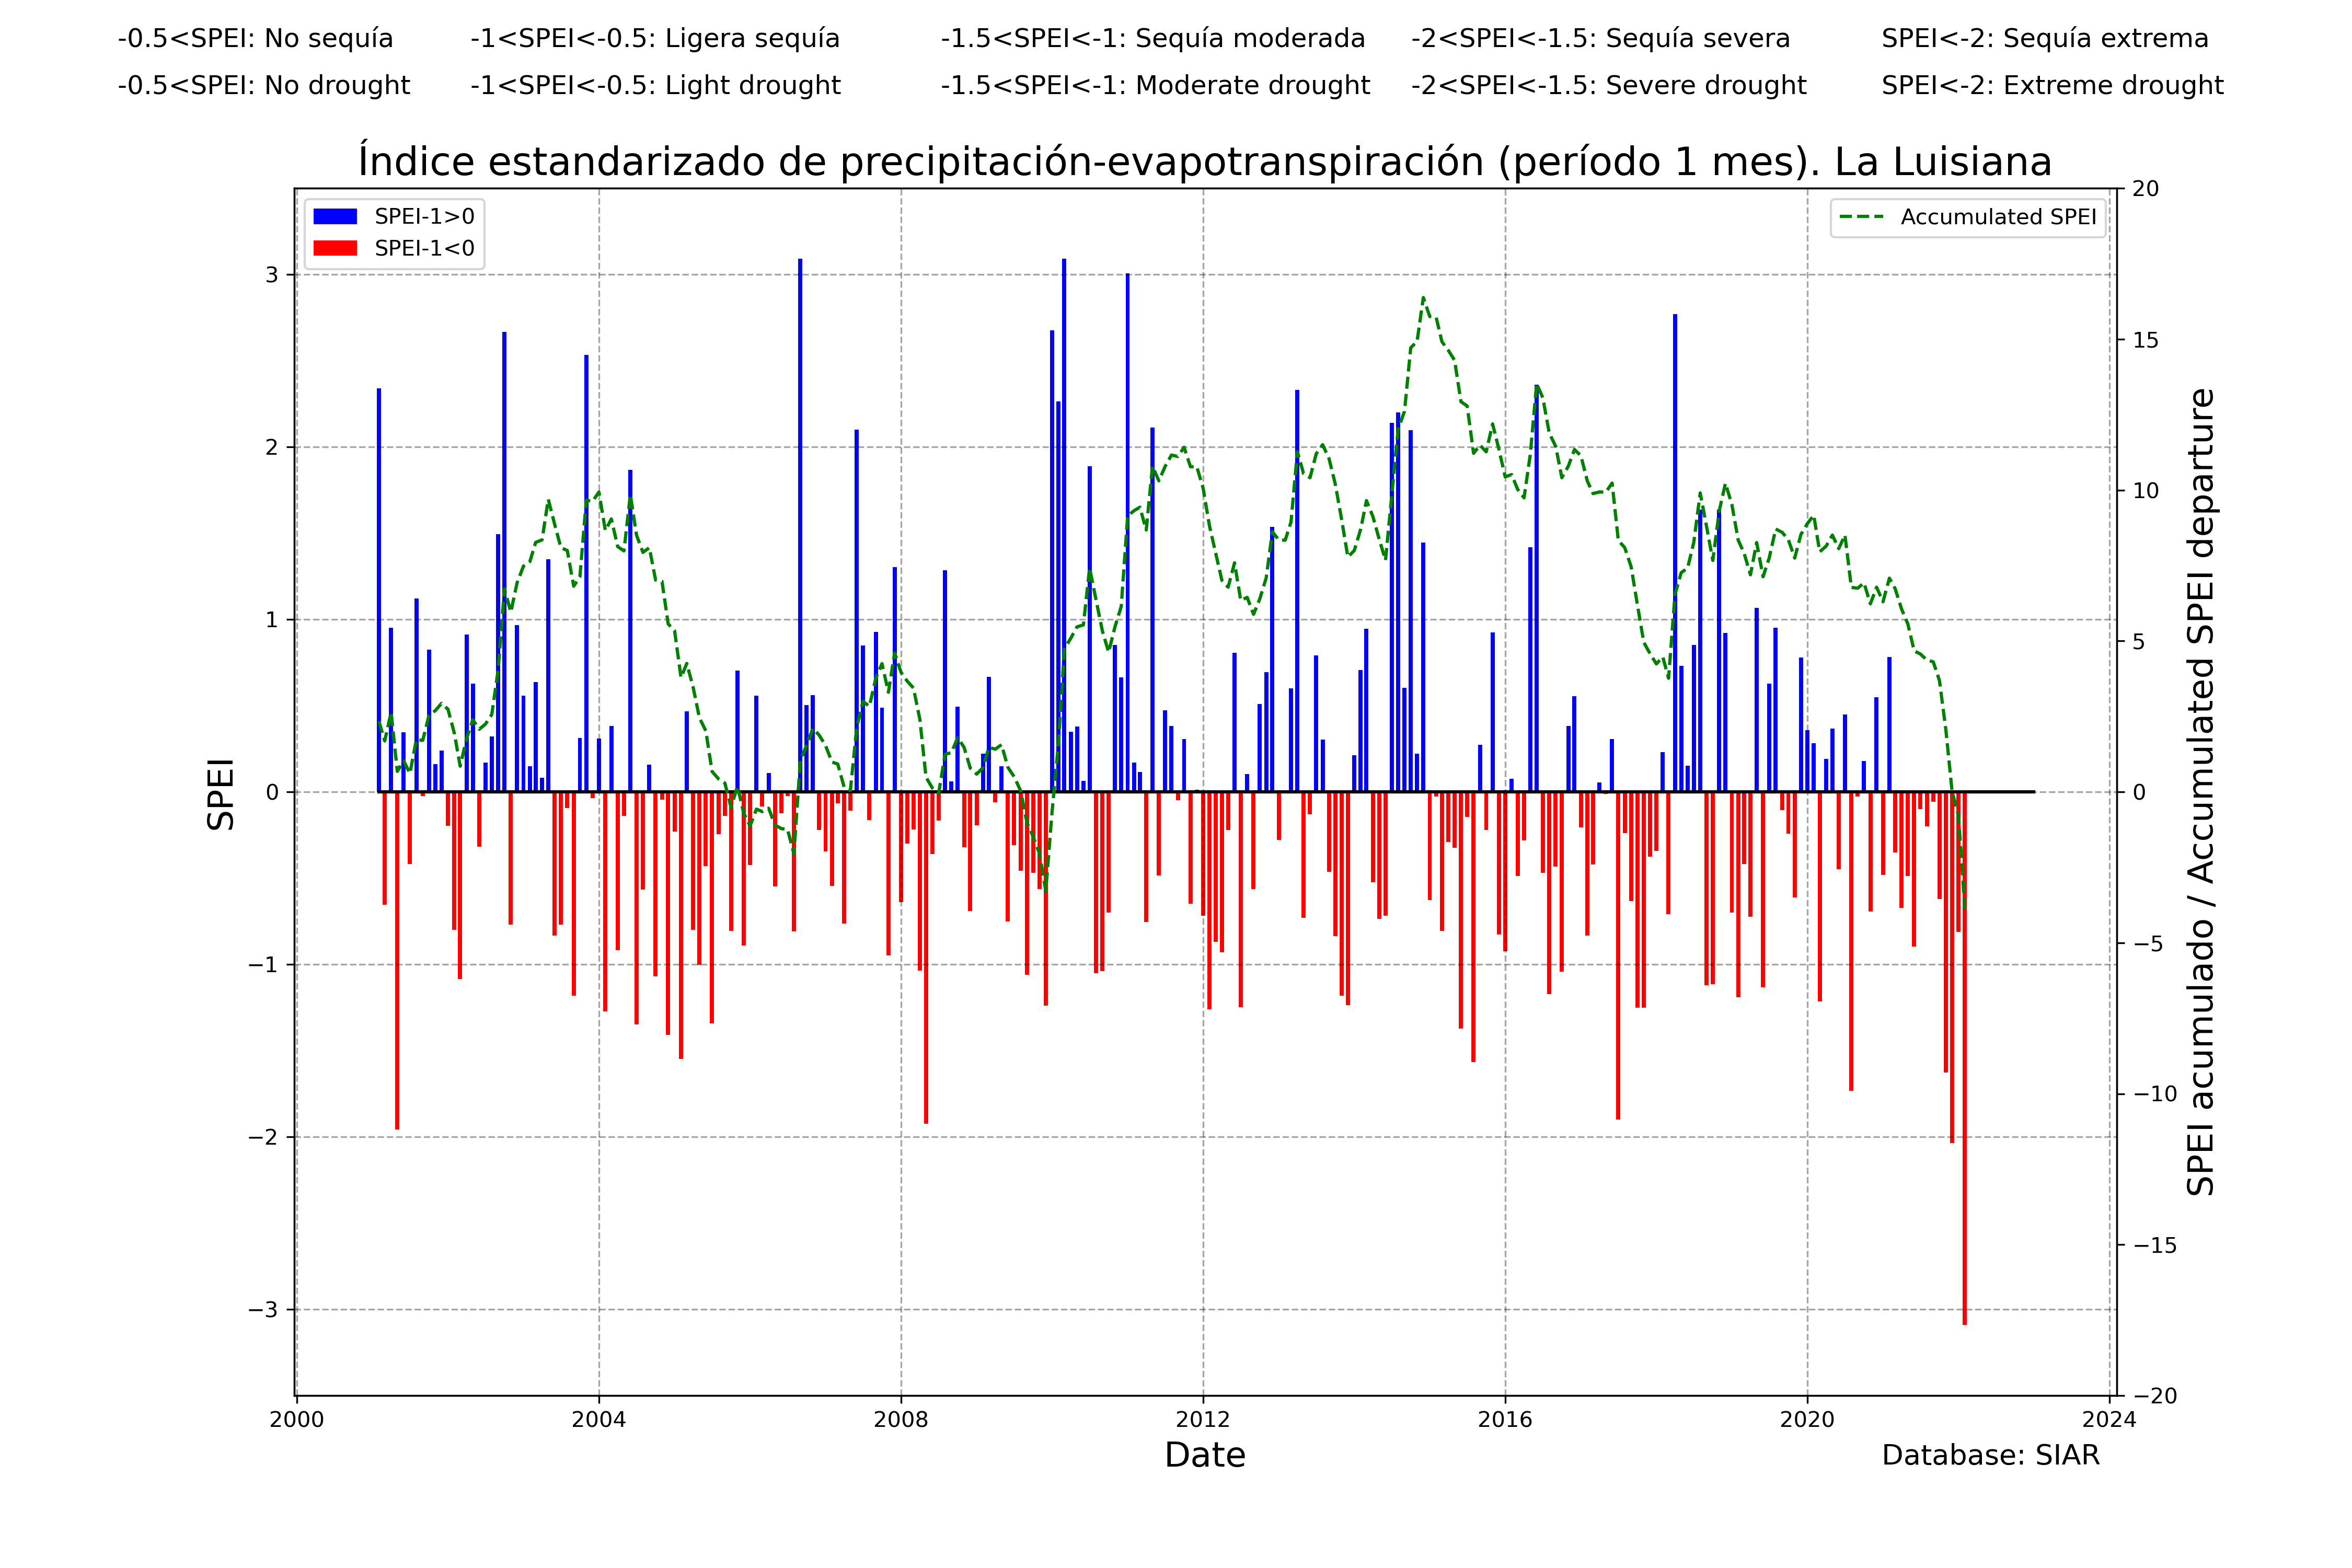 -0.5<SPEI: No sequía -1<SPEI<-0.5: Ligera sequía -1.5<SPEI<-1: Sequía moderada -2<SPEI<-1.5: Sequía severa SPEI<-2: Sequía extrema
-0.5<SPEI: No drought -1<SPEI<-0.5: Light drought -1.5<SPEI<-1: Moderate drought -2<SPEI<-1.5: Severe drought SPEI<-2: Extreme drought
Índice estandarizado de precipitación-evapotranspiración (período 1 mes). La Luisiana
SPEI-1>0
SPEI-1<0
Accumulated SPEI
SPEI
3
2
1
0
−1
−2
−3
20
15
10
5
0
−5
−10
−15
−20
SPEI acumulado / Accumulated SPEI departure
2000 2004 2008 2012 2016 2020 2024
Date
Database: SIAR